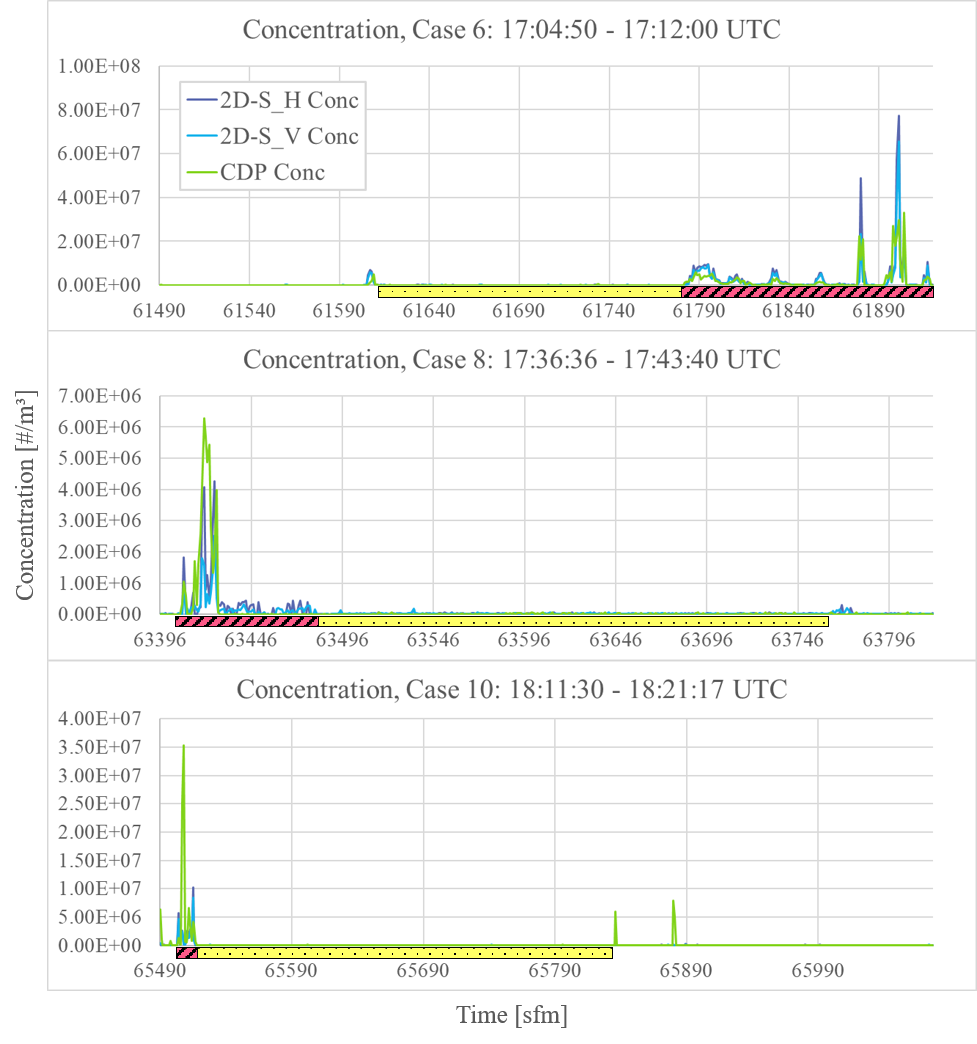 Concentration, Case 6: 17:04:50 - 17:12:00 UTC
1.00E+08
8.00E+07
6.00E+07
4.00E+07
2.00E+07
0.00E+00
2D-S_H Conc
2D-S_V Conc
CDP Conc
61490 61540 61590 61640 61690 61740 61790 61840 61890
Concentration, Case 8: 17:36:36 - 17:43:40 UTC
7.00E+06
6.00E+06
5.00E+06
4.00E+06
3.00E+06
2.00E+06
1.00E+06
0.00E+00
63396 63446 63496 63546 63596 63646 63696 63746 63796
Concentration [#/m³]
Concentration, Case 10: 18:11:30 - 18:21:17 UTC
4.00E+07
3.50E+07
3.00E+07
2.50E+07
2.00E+07
1.50E+07
1.00E+07
5.00E+06
0.00E+00
65490 65590 65690 65790 65890 65990
Time [sfm]